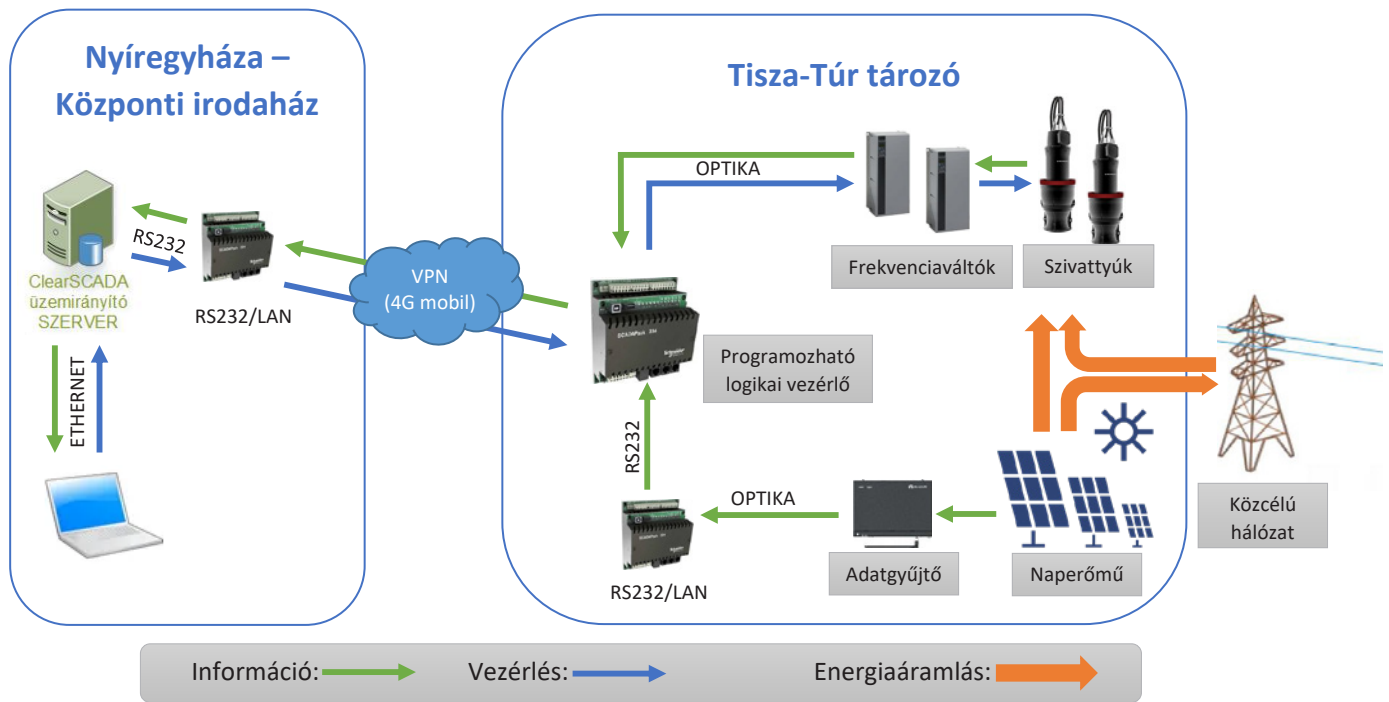 Nyíregyháza –
Központi irodaház
RS232
ClearSCADA
üzemirányító
SZERVER
RS232/LAN
ETHERNET
VPN
(4G mobil)
Tisza-Túr tározó
OPTIKA
Frekvenciaváltók
Szivattyúk
Programozható
logikai vezérlő
RS232
OPTIKA
RS232/LAN
Adatgyűjtő
Naperőmű
Közcélú
hálózat
Információ:
Vezérlés:
Energiaáramlás: